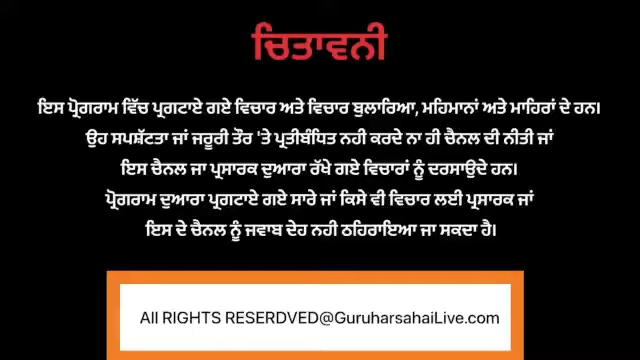 ਚਿਤਾਵਨੀ
ਇਸ ਪ੍ਰੋਗਰਾਮ ਵਿੱਚ ਪ੍ਰਗਟਾਏ ਗਏ ਵਿਚਾਰ ਅਤੇ ਵਿਚਾਰ ਬੁਲਾਰਿਆ, ਮਹਿਮਾਨਾਂ ਅਤੇ ਮਾਹਿਰਾਂ ਦੇ ਹਨ।
ਉਹ ਸਪਸ਼ੱਟਤਾ ਜਾਂ ਜਰੂਰੀ ਤੌਰ 'ਤੇ ਪ੍ਰਤੀਬੰਧਿਤ ਨਹੀ ਕਰਦੇ ਨਾ ਹੀ ਚੈਨਲ ਦੀ ਨੀਤੀ ਜਾਂ
ਇਸ ਚੈਨਲ ਜਾ ਪ੍ਰਸਾਰਕ ਦੁਆਰਾ ਰੱਖੇ ਗਏ ਵਿਚਾਰਾਂ ਨੂੰ ਦਰਸਾਉਦੇ ਹਨ।
ਪ੍ਰੋਗਰਾਮ ਦੁਆਰਾ ਪ੍ਰਗਟਾਏ ਗਏ ਸਾਰੇ ਜਾਂ ਕਿਸੇ ਵੀ ਵਿਚਾਰ ਲਈ ਪ੍ਰਸਾਰਕ ਜਾਂ
ਇਸ ਦੇ ਚੈਨਲ ਨੂੰ ਜਵਾਬ ਦੇਹ ਨਹੀ ਠਹਿਰਾਇਆ ਜਾ ਸਕਦਾ ਹੈ।
All RIGHTS RESERDVED@GuruharsahaiLive.com